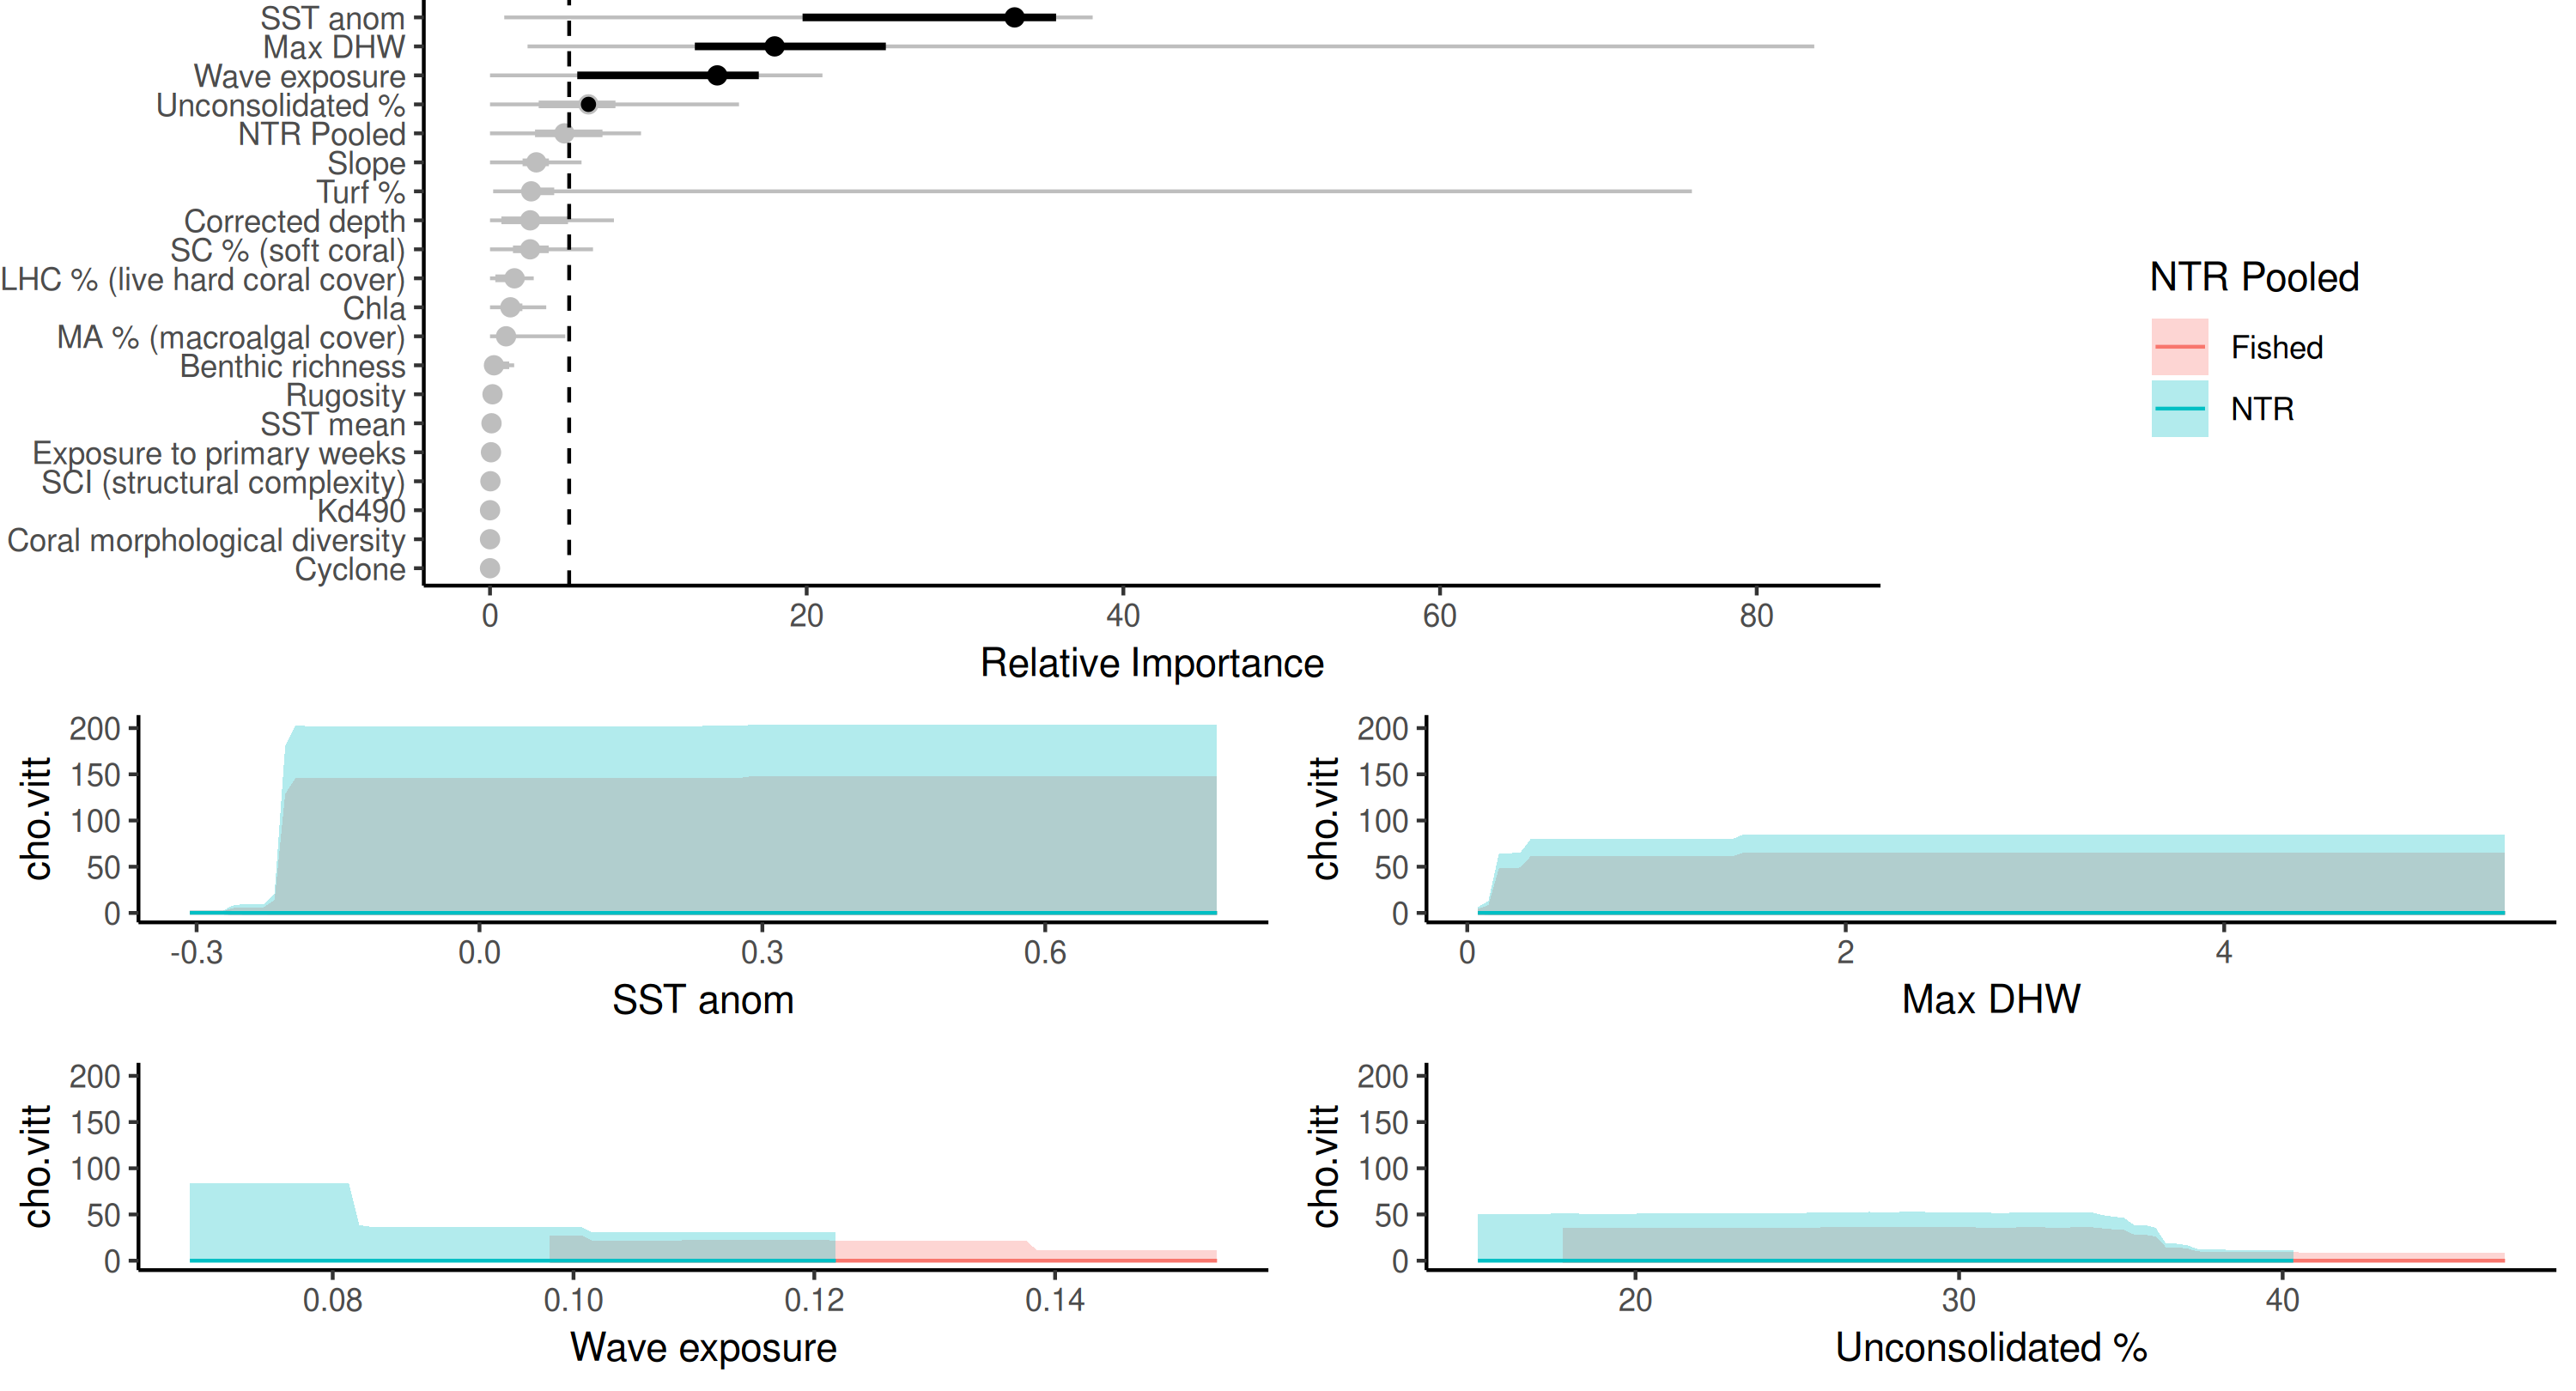 SST anom
Max DHW
Wave exposure
Unconsolidated %
NTR Pooled
Slope
Turf %
Corrected depth
SC % (soft coral)
LHC % (live hard coral cover)
Chla
MA % (macroalgal cover)
Benthic richness
Rugosity
SST mean
Exposure to primary weeks
SCI (structural complexity)
Kd490
Coral morphological diversity
Cyclone
0 20 40 60 80
Relative Importance
NTR Pooled
Fished
NTR
200
150
100
50
0
cho.vitt
-0.3 0.0 0.3 0.6
SST anom
200
150
100
50
0
cho.vitt
0 2 4
Max DHW
200
150
100
50
0
cho.vitt
0.08 0.10 0.12 0.14
Wave exposure
200
150
100
50
0
cho.vitt
20 30 40
Unconsolidated %